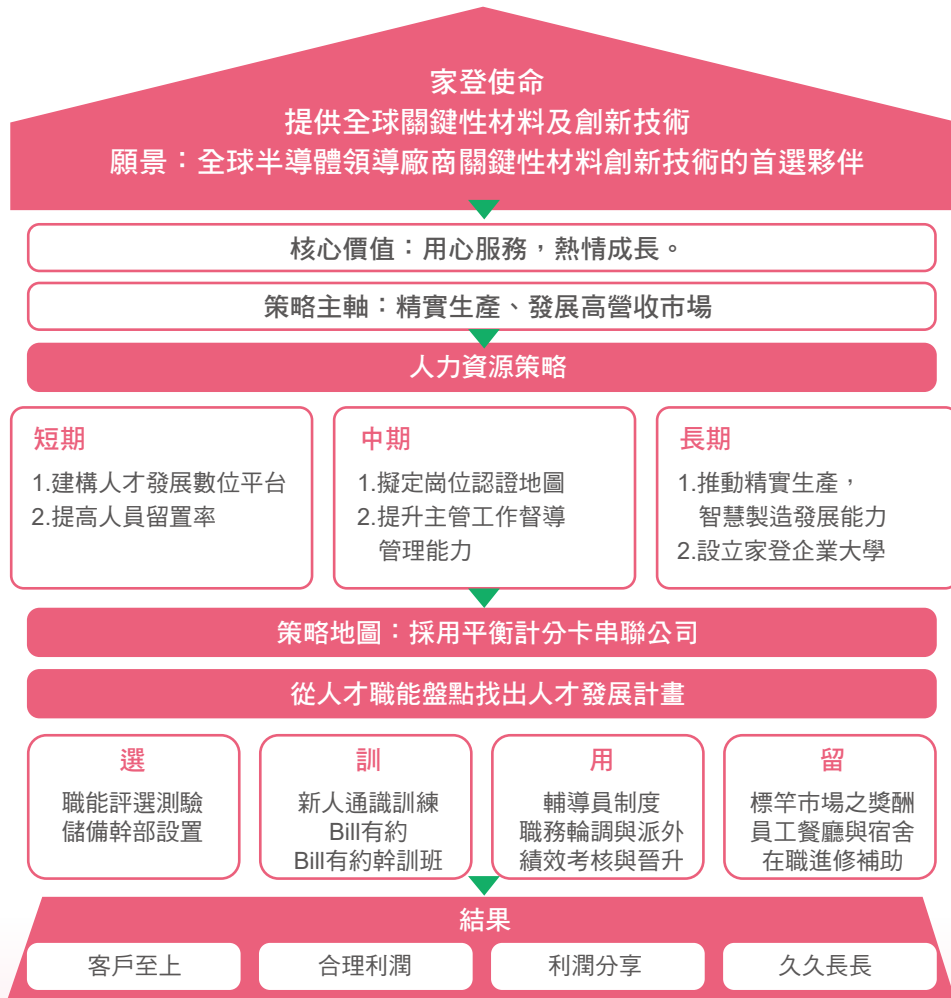 家登使命
提供全球關鍵性材料及創新技術
願景：全球半導體領導廠商關鍵性材料創新技術的首選夥伴
核心價值：用心服務，熱情成長。
策略主軸：精實生產、發展高營收市場
人力資源策略
短期
1.建構人才發展數位平台
2.提高人員留置率
中期
1.擬定崗位認證地圖
2.提升主管工作督導
管理能力
長期
1.推動精實生產，
智慧製造發展能力
2.設立家登企業大學
策略地圖：採用平衡計分卡串聯公司
從人才職能盤點找出人才發展計畫
選
職能評選測驗
儲備幹部設置
訓
新人通識訓練
Bill有約
Bill有約幹訓班
用
輔導員制度
職務輪調與派外
績效考核與晉升
留
標竿市場之獎酬
員工餐廳與宿舍
在職進修補助
結果
客戶至上
合理利潤
利潤分享
久久長長